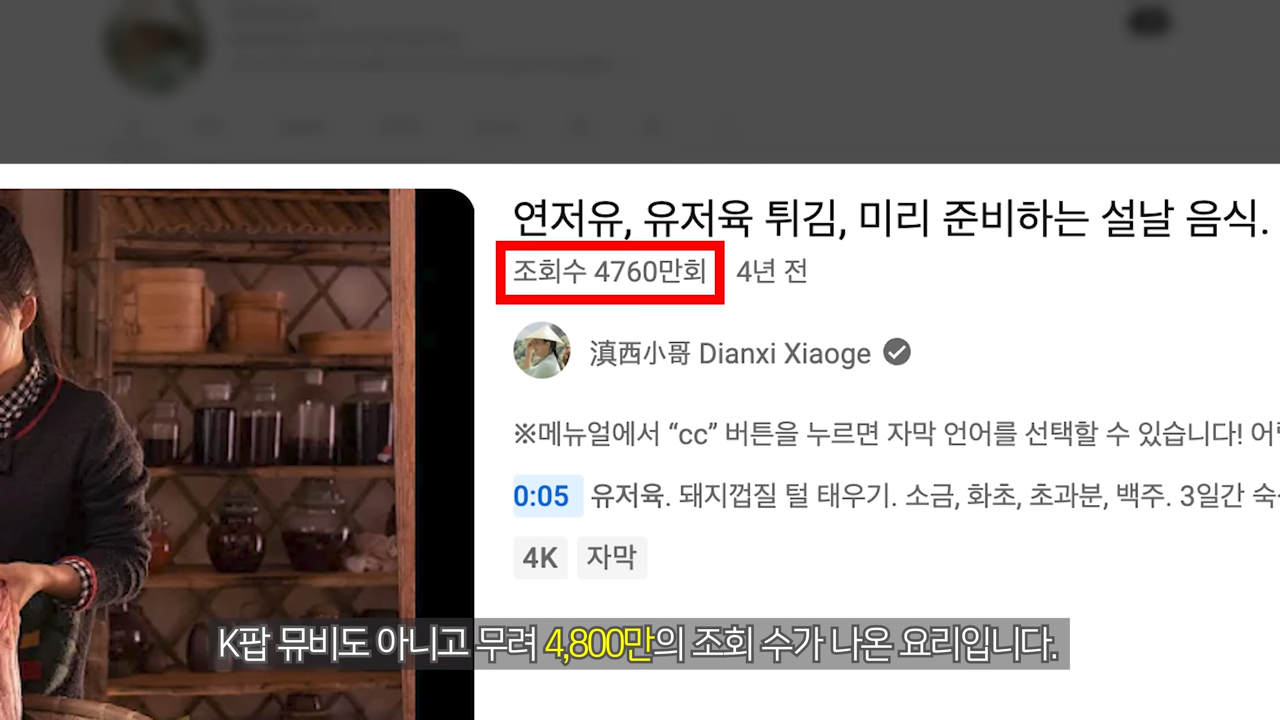 연저유, 유저육 튀김, 미리 준비하는 설날 음식.
조회수 4760만회 4년 전
滇西小哥 Dianxi Xiaoge
※메뉴얼에서 “cc” 버튼을 누르면 자막 언어를 선택할 수 있습니다!
0:05 유저육. 돼지껍질 털 태우기. 소금, 화초, 초과분, 백주. 3일간
4K 자막
K팝 뮤비도 아니고 무려 4,800만의 조회 수가 나온 요리입니다.